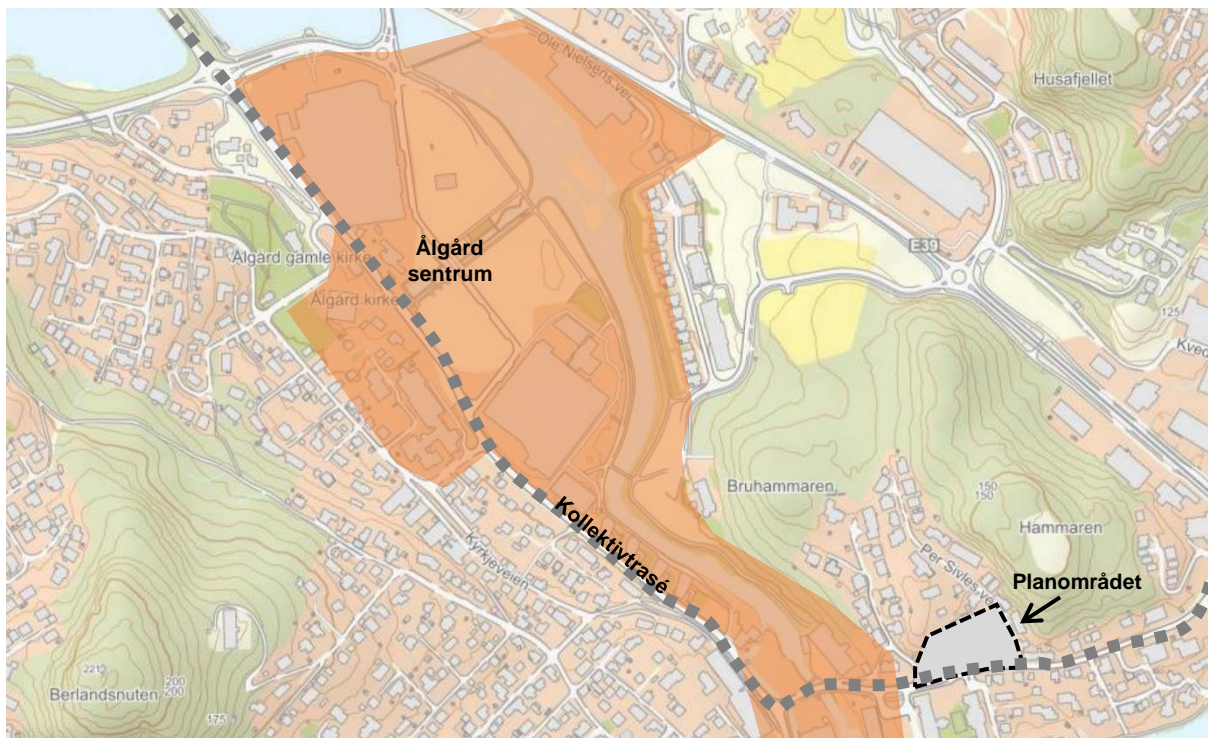 Ole Nielsens vei
Husafjellet
Ålgård
sentrum
Ålgård gamle kirke
E39
Ålgård kirke
125
Kved
Kollektivtrasé
Bruhammaren
150
150
Hammaren
Kyrkjeveien
Per Sivles vei
Planområdet
221
200
200
Berlandsnuten
175